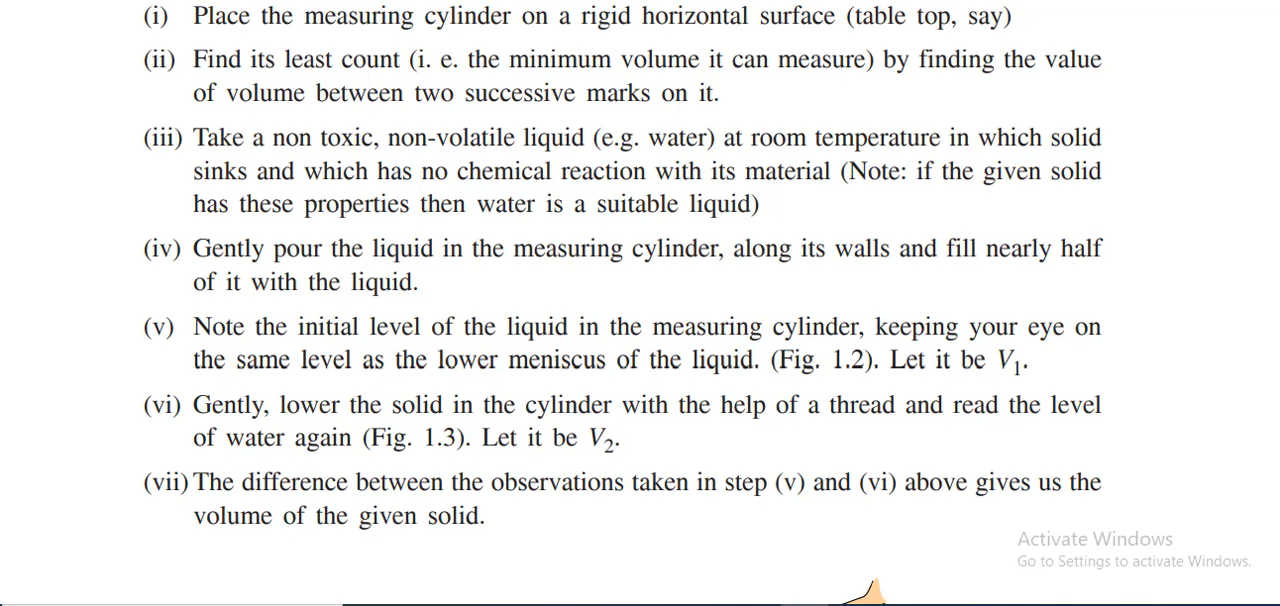 (i) Place the measuring cylinder on a rigid horizontal surface (table top, say)
(ii) Find its least count (i. e. the minimum volume it can measure) by finding the value
of volume between two successive marks on it.
(iii) Take a non toxic, non-volatile liquid (e.g. water) at room temperature in which solid
sinks and which has no chemical reaction with its material (Note: if the given solid
has these properties then water is a suitable liquid)
(iv) Gently pour the liquid in the measuring cylinder, along its walls and fill nearly half
of it with the liquid.
(v) Note the initial level of the liquid in the measuring cylinder, keeping your eye on
the same level as the lower meniscus of the liquid. (Fig. 1.2). Let it be V₁.
(vi) Gently, lower the solid in the cylinder with the help of a thread and read the level
of water again (Fig. 1.3). Let it be V₂.
(vii) The difference between the observations taken in step (v) and (vi) above gives us the
volume of the given solid.
Activate Windows
Go to Settings to activate Windows.